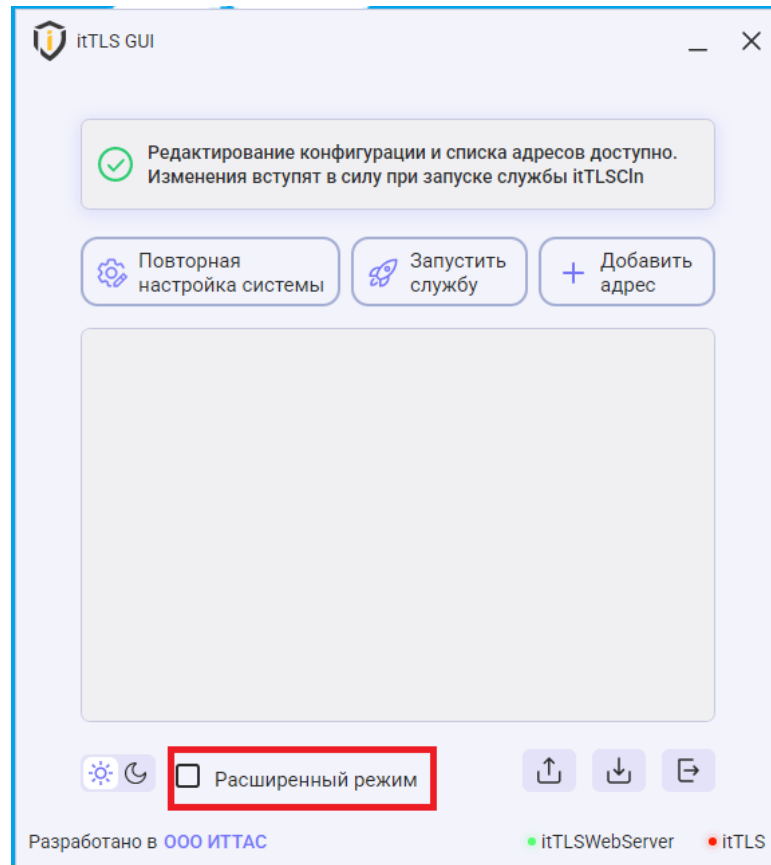 itTLS GUI
Редактирование конфигурации и списка адресов доступно.
Изменения вступят в силу при запуске службы itTLSCln
Повторная
настройка системы
Запустить
службу
Добавить
адрес
Расширенный режим
Разработано в ООО ИТТАС
itTLSWebServer
itTLS